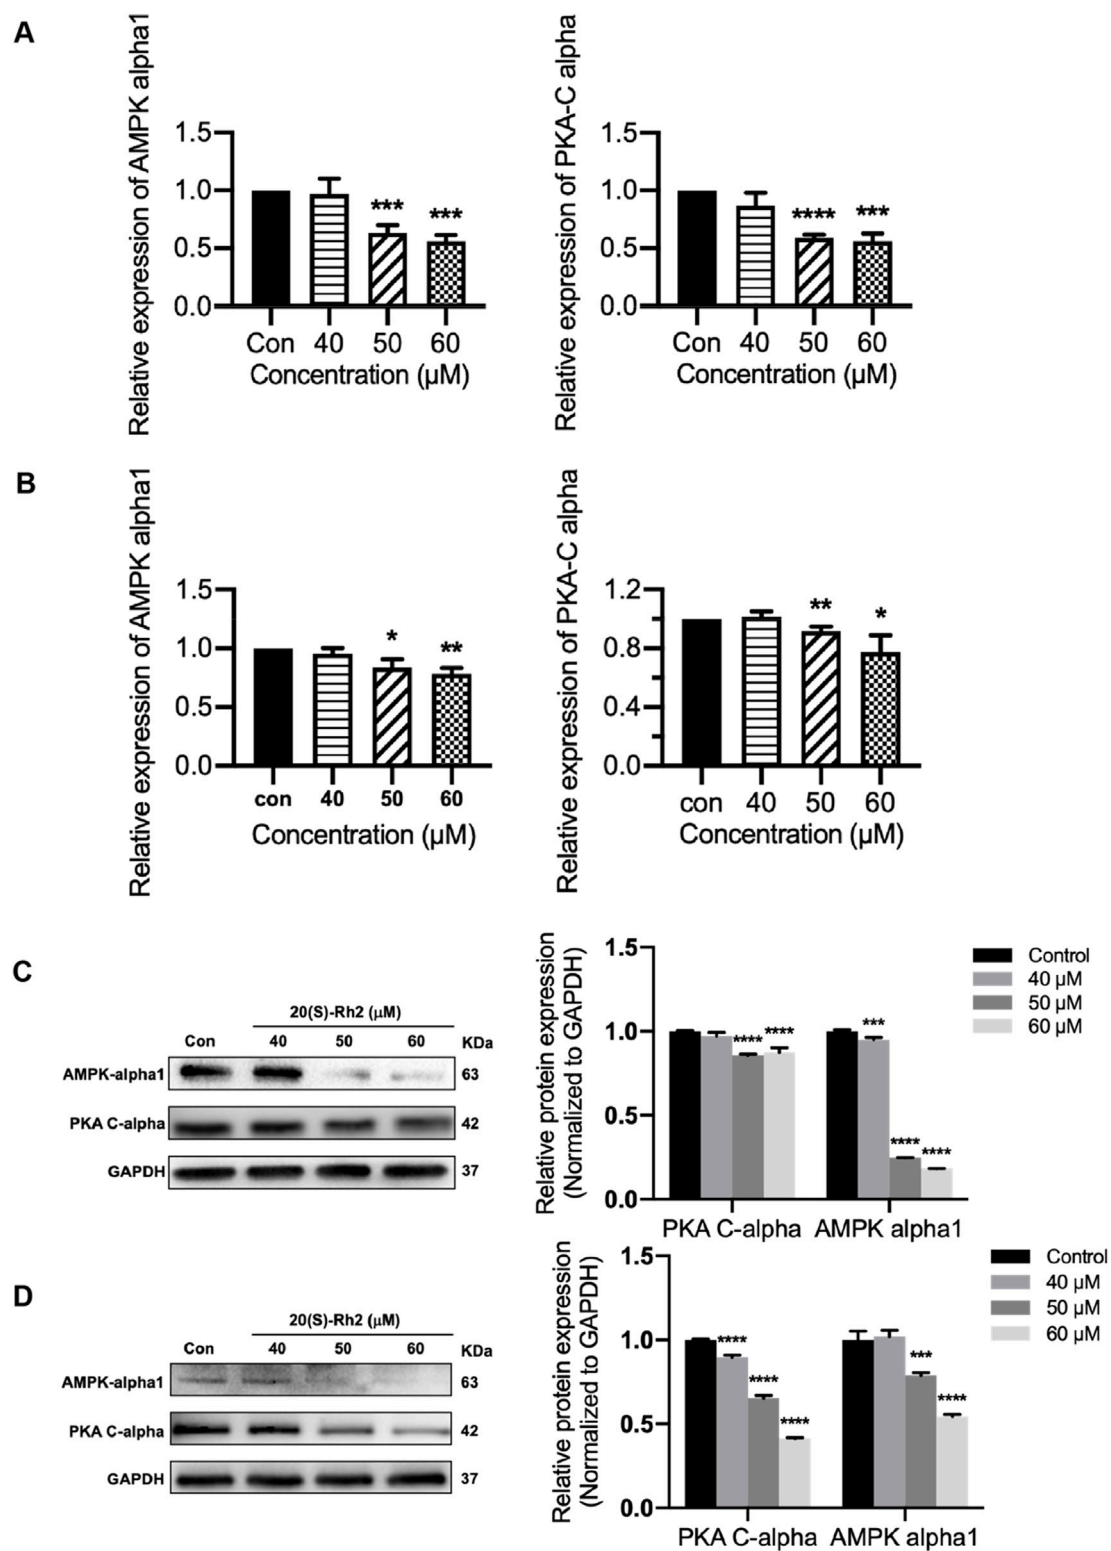 A
Relative expression of AMPK alpha1
1.5
1.0
0.5
0.0
***
***
Con 40 50 60
Concentration (µM)
Relative expression of PKA-C alpha
1.5
1.0
0.5
0.0
****
***
Con 40 50 60
Concentration (µM)
B
Relative expression of AMPK alpha1
1.5
1.0
0.5
0.0
*
**
con 40 50 60
Concentration (µM)
Relative expression of PKA-C alpha
1.2
0.8
0.4
0.0
**
*
con 40 50 60
Concentration (µM)
C
20(S)-Rh2 (µM)
Con 40 50 60 KDa
AMPK-alpha1 63
PKA C-alpha 42
GAPDH 37
Relative protein expression
(Normalized to GAPDH)
1.5
1.0
0.5
0.0
****
****
***
****
****
PKA C-alpha AMPK alpha1
Control
40 µM
50 µM
60 µM
D
20(S)-Rh2 (µM)
Con 40 50 60 KDa
AMPK-alpha1 63
PKA C-alpha 42
GAPDH 37
Relative protein expression
(Normalized to GAPDH)
1.5
1.0
0.5
0.0
****
****
****
***
****
PKA C-alpha AMPK alpha1
Control
40 µM
50 µM
60 µM